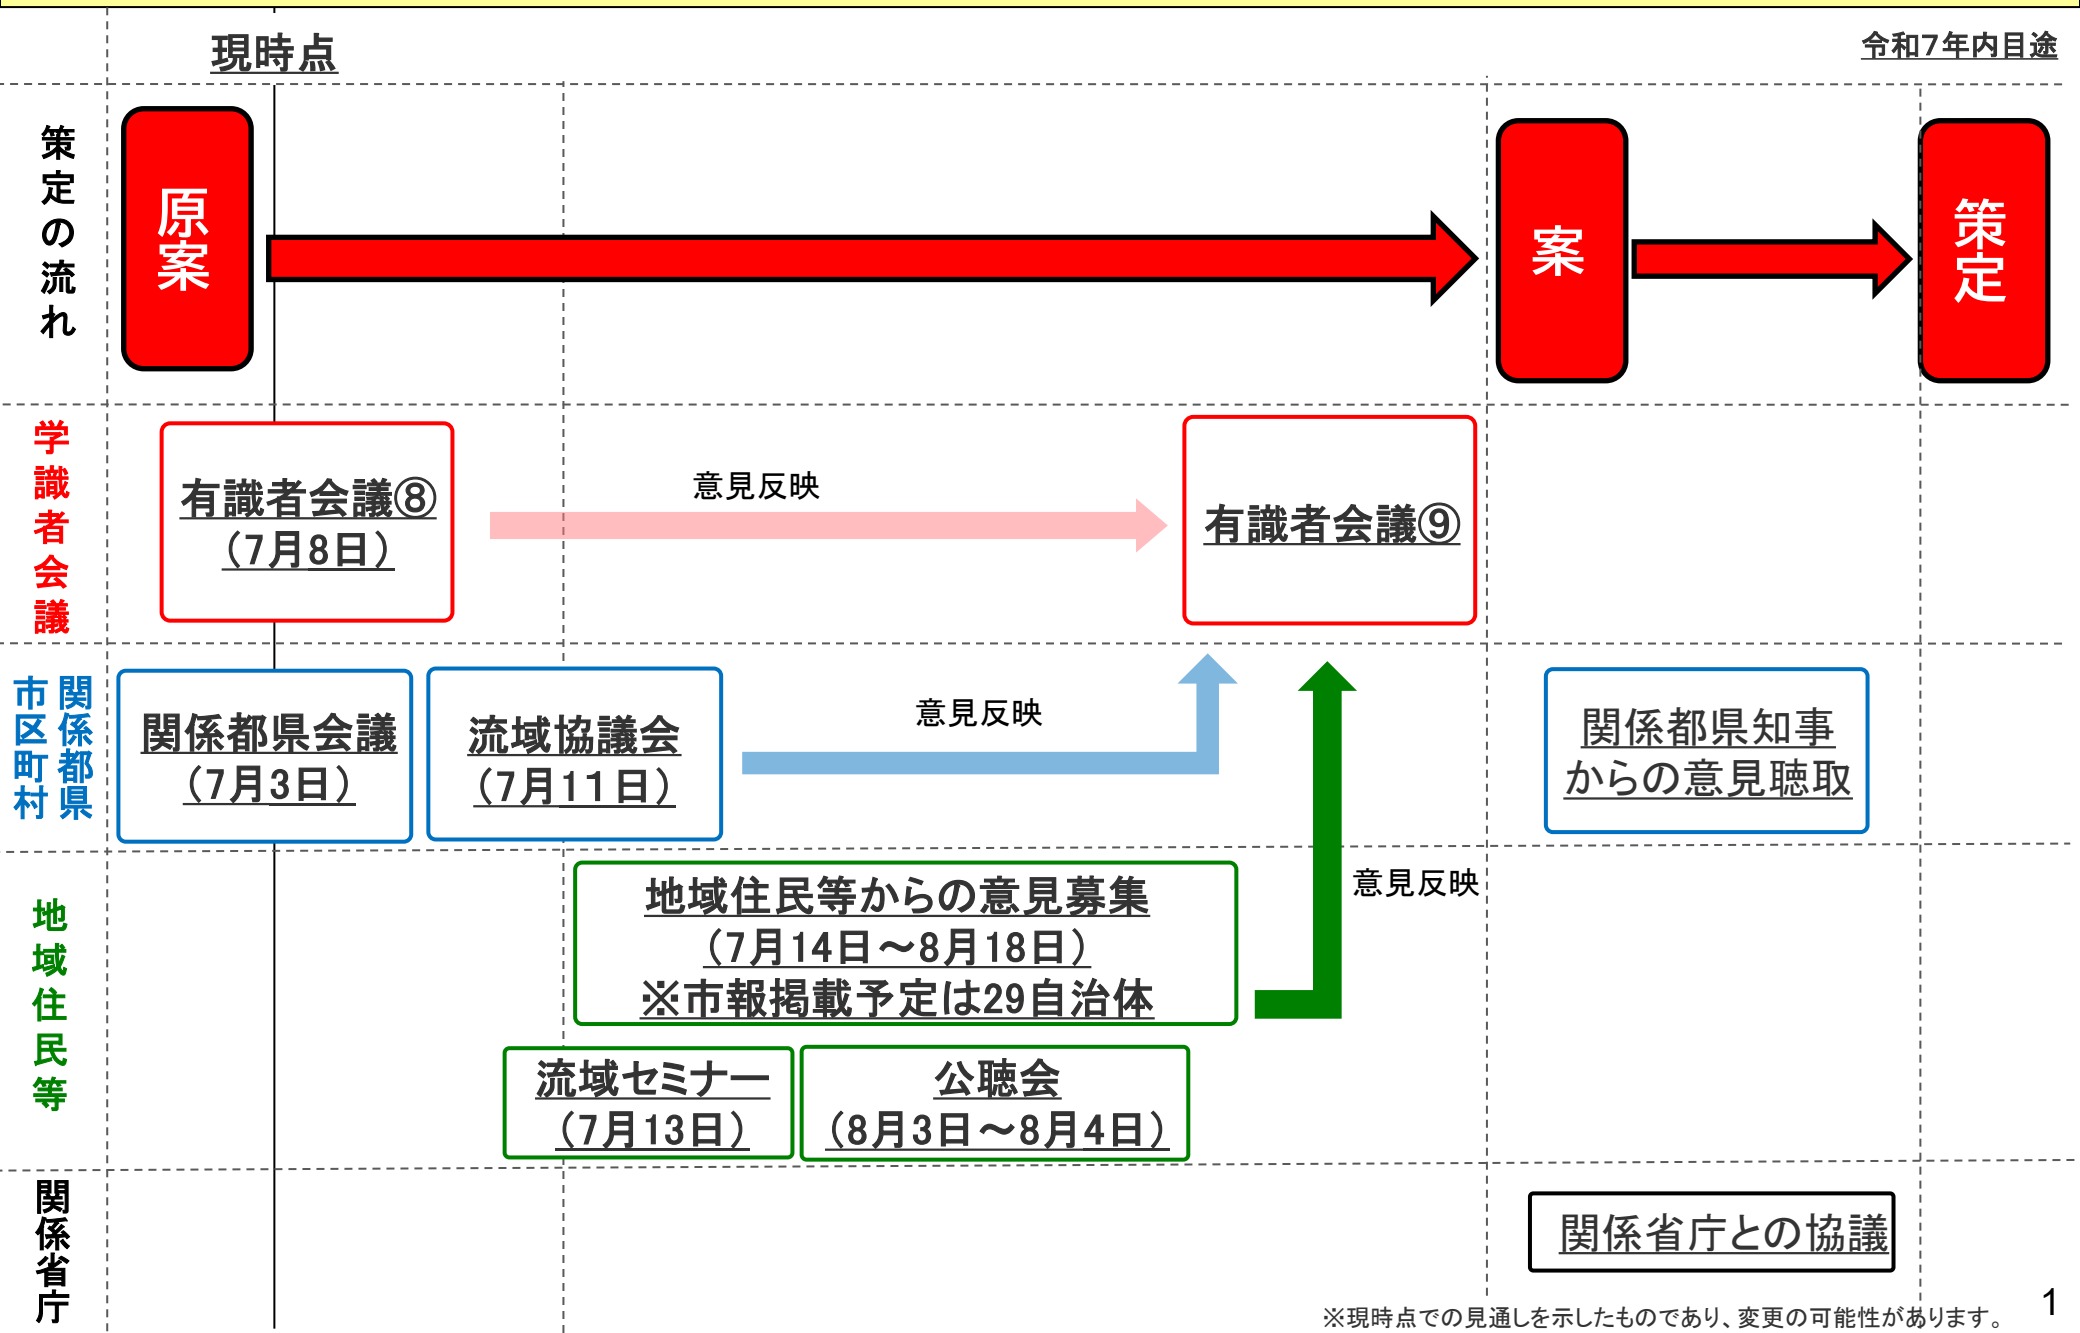 現時点
令和7年内目途
策定の流れ
原案
案
策定
学識者会議
有識者会議⑧
（7月8日）
意見反映
有識者会議⑨
関係都県
市区町村
関係都県会議
（7月3日）
流域協議会
（7月11日）
意見反映
関係都県知事
からの意見聴取
地域住民等
地域住民等からの意見募集
（7月14日～8月18日）
※市報掲載予定は29自治体
意見反映
流域セミナー
（7月13日）
公聴会
（8月3日～8月4日）
関係省庁
関係省庁との協議
※現時点での見通しを示したものであり、変更の可能性があります。
1